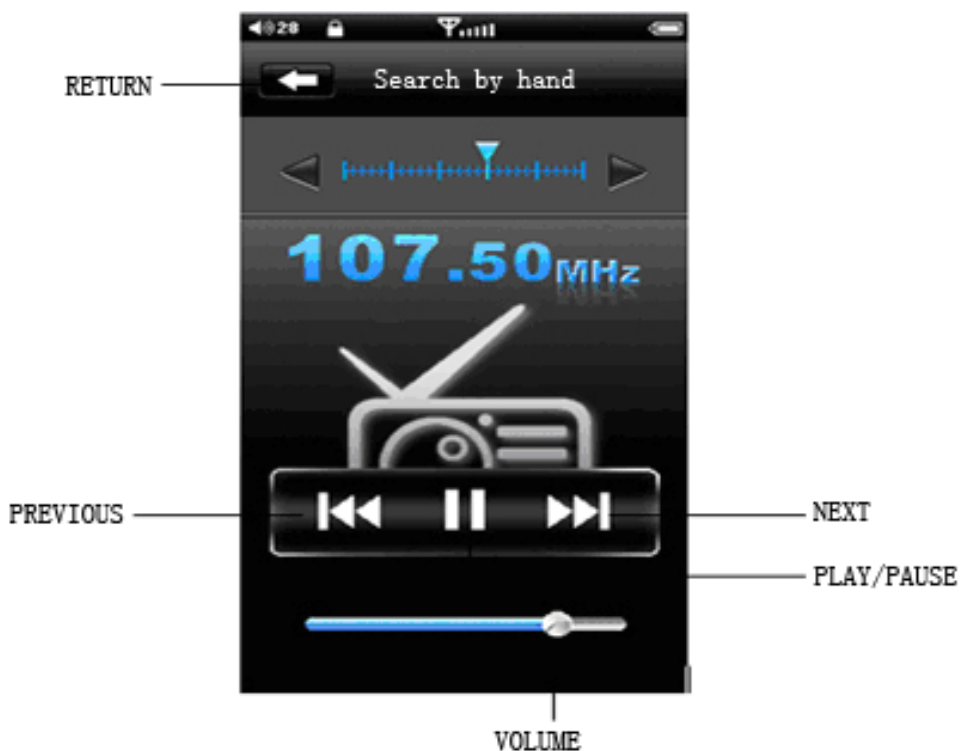 28
RETURN
Search by hand
107.50MHz
PREVIOUS
NEXT
PLAY/PAUSE
VOLUME